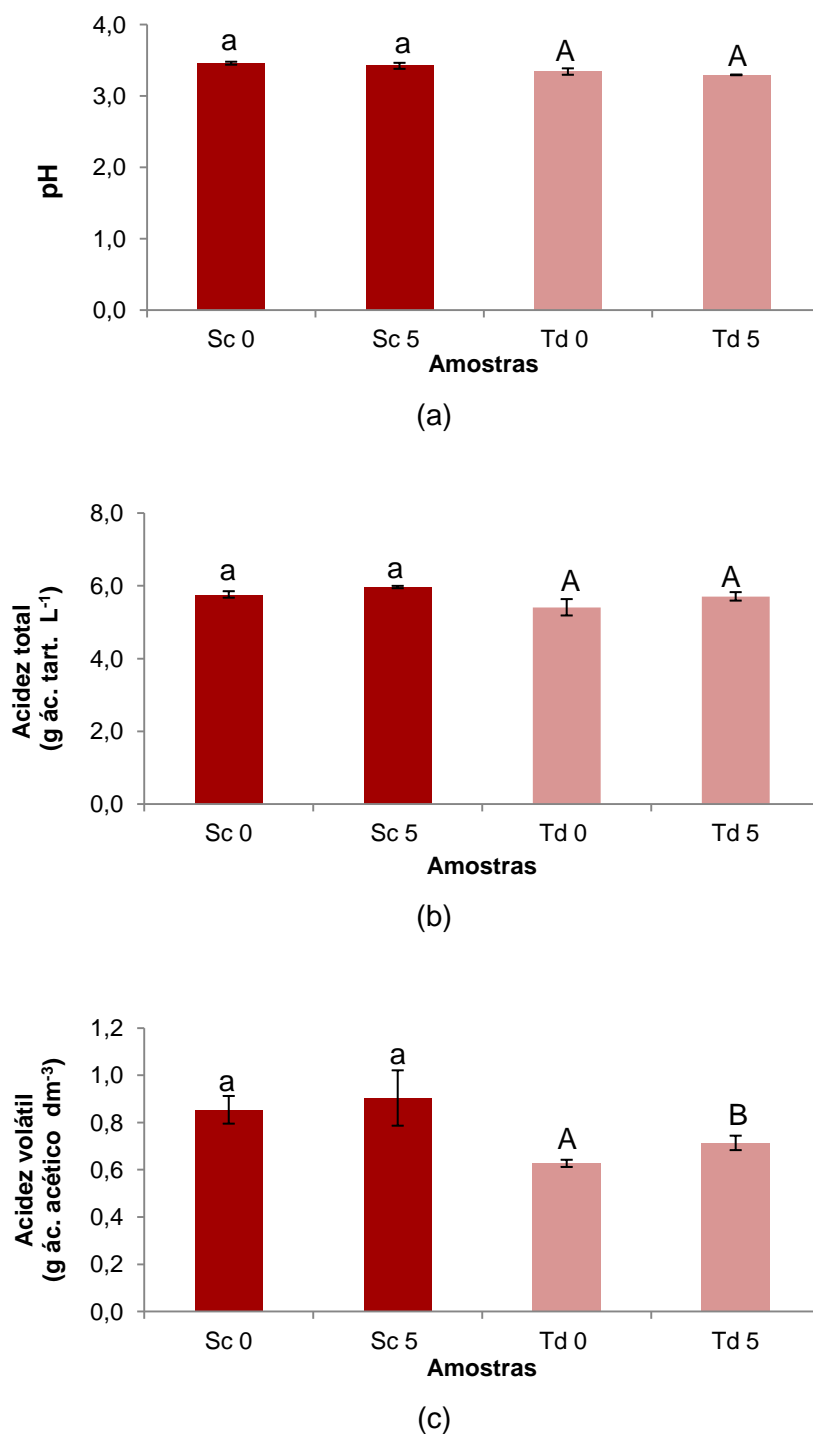 4,0
3,0
2,0
1,0
0,0
pH
a
a
A
A
Sc 0
Sc 5
Td 0
Td 5
Amostras
(a)
8,0
6,0
4,0
2,0
0,0
Acidez total
(g ác. tart. L⁻¹)
a
a
A
A
Sc 0
Sc 5
Td 0
Td 5
Amostras
(b)
1,2
1,0
0,8
0,6
0,4
0,2
0,0
Acidez volátil
(g ác. acético dm⁻³)
a
a
A
B
Sc 0
Sc 5
Td 0
Td 5
Amostras
(c)